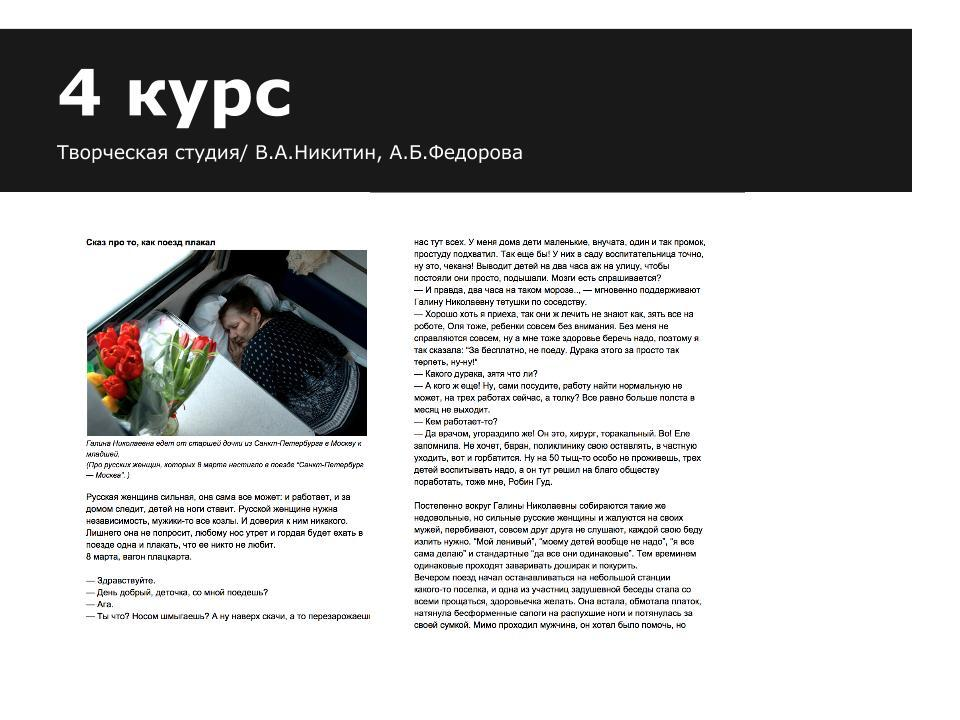 4 курс
Творческая студия/ В.А.Никитин, А.Б.Федорова
Сказ про то, как поезд плакал
Галина Николаевна едет от старшей дочки из Санкт-Петербурга в Москву к
младшей.
(Про русских женщин, которых 8 марта настигло в поезде "Санкт-Петербург
— Москва". )
Русская женщина сильная, она сама все может: и работает, и за
домом следит, детей на ноги ставит. Русской женщине нужна
независимость, мужики-то все козлы. И доверия к ним никакого.
Лишнего она не попросит, любому нос утрет и гордая будет ехать в
поезде одна и плакать, что ее никто не любит.
8 марта, вагон плацкарта.
— Здравствуйте.
— День добрый, деточка, со мной поедешь?
— Ага.
— Ты что? Носом шмыгаешь? А ну наверх скачи, а то перезарожаеш
нас тут всех. У меня дома дети маленькие, внучата, один и так промок,
простуду подхватил. Так еще бы! У них в саду воспитательница точно,
ну это, чеканэ! Выводит детей на два часа аж на улицу, чтобы
постояли они просто, подышали. Мозги есть спрашивается?
— И правда, два часа на таком морозе.., — мгновенно поддерживают
Галину Николаевну тетушки по соседству.
— Хорошо хоть я приеха, так они ж лечить не знают как, зять все на
роботе, Оля тоже, ребенки совсем без внимания. Без меня не
справляются совсем, ну а мне тоже здоровье беречь надо, поэтому я
так сказала: "За бесплатно, не поеду. Дурака этого за просто так
терпеть, ну-ну!"
— Какого дурака, зятя что ли?
— А кого ж еще! Ну, сами посудите, работу найти нормальную не
может, на трех работах сейчас, а толку? Все равно больше полста в
месяц не выходит.
— Кем работает-то?
— Да врачом, угораздило же! Он это, хирург, торакальный. Во! Еле
запомнила. Не хочет, баран, поликлинику свою оставлять, в частную
уходить, вот и горбатится. Ну на 50 тыщ-то особо не проживешь, трех
детей воспитывать надо, а он тут решил на благо обществу
поработать, тоже мне, Робин Гуд.
Постепенно вокруг Галины Николаевны собираются такие же
недовольные, но сильные русские женщины и жалуются на своих
мужей, перебивают, совсем друг друга не слушают, каждой свою беду
излить нужно. "Мой ленивый", "моему детей вообще не надо", "я все
сама делаю" и стандартные "да все они одинаковые". Тем временем
одинаковые проходят заваривать доширак и покурить.
Вечером поезд начал останавливаться на небольшой станции
какого-то поселка, и одна из участниц задушевной беседы стала со
всеми прощаться, здоровьечка желать. Она встала, обмотала платок,
натянула бесформенные сапоги на распухшие ноги и потянулась за
своей сумкой. Мимо проходил мужчина, он хотел было помочь, но